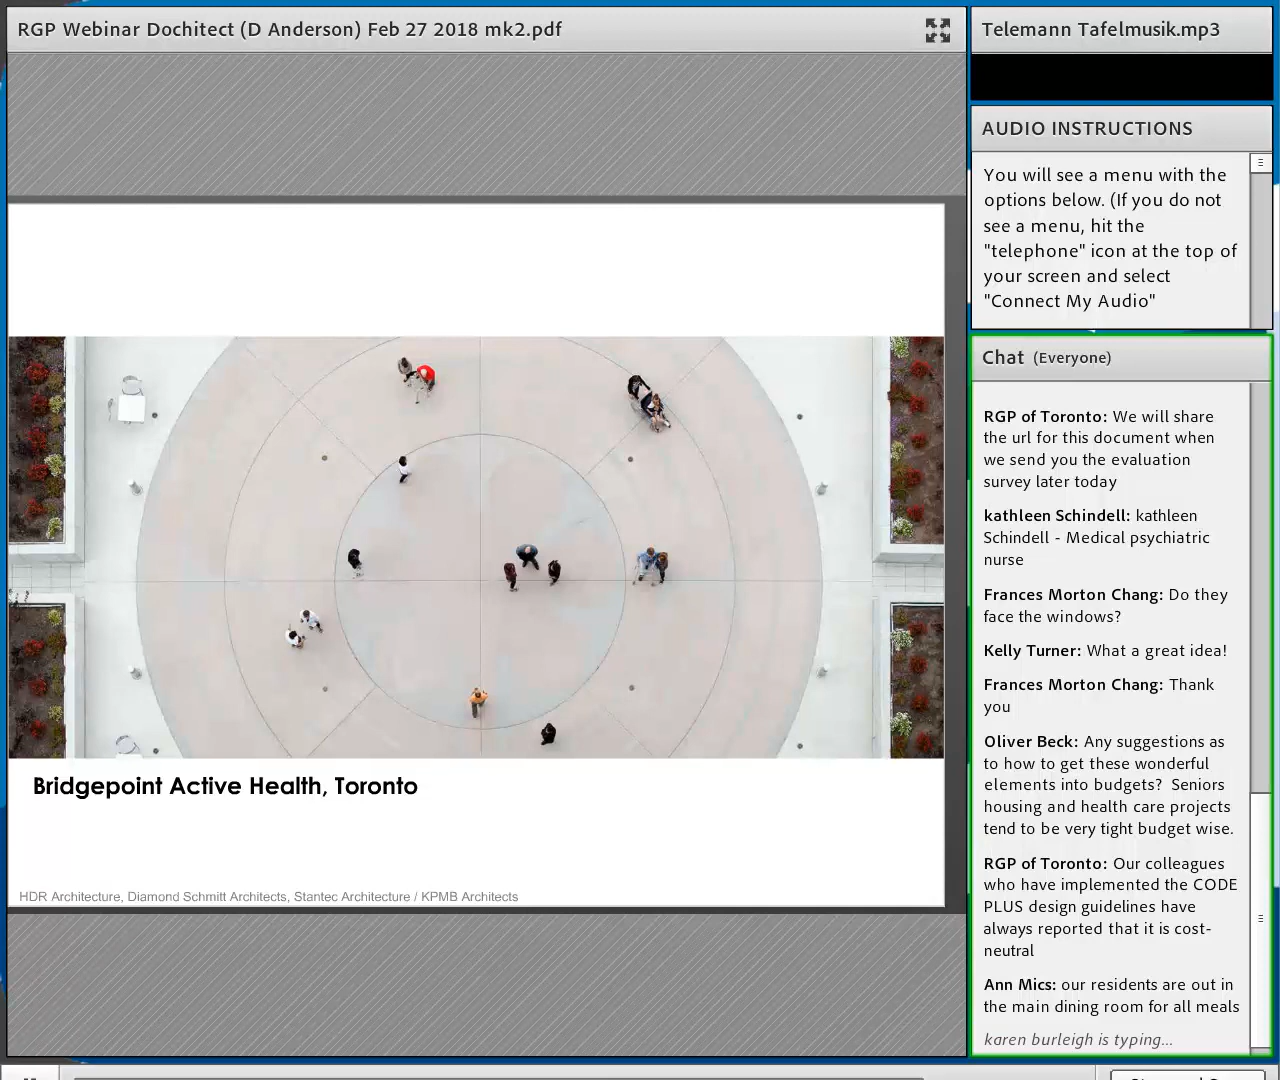 RGP Webinar Dochitect (D Anderson) Feb 27 2018 mk2.pdf
Bridgepoint Active Health, Toronto
HDR Architecture, Diamond Schmitt Architects, Stantec Architecture / KPMB Architects
Telemann Tafelmusik.mp3
AUDIO INSTRUCTIONS
You will see a menu with the
options below. (If you do not
see a menu, hit the
"telephone" icon at the top of
your screen and select
"Connect My Audio"
Chat (Everyone)
RGP of Toronto: We will share
the url for this document when
we send you the evaluation
survey later today
kathleen Schindell: kathleen
Schindell - Medical psychiatric
nurse
Frances Morton Chang: Do they
face the windows?
Kelly Turner: What a great idea!
Frances Morton Chang: Thank
you
Oliver Beck: Any suggestions as
to how to get these wonderful
elements into budgets?  Seniors
housing and health care projects
tend to be very tight budget wise.
RGP of Toronto: Our colleagues
who have implemented the CODE
PLUS design guidelines have
always reported that it is cost-
neutral
Ann Mics: our residents are out in
the main dining room for all meals
karen burleigh is typing...